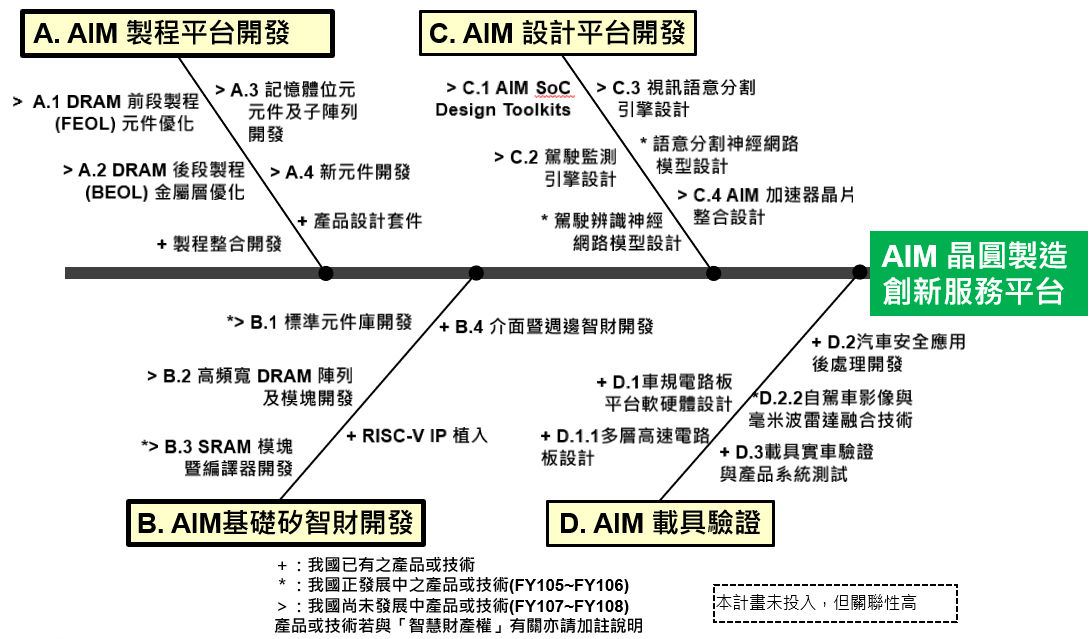 A. AIM 製程平台開發
C. AIM 設計平台開發
> A.1 DRAM 前段製程
(FEOL) 元件優化
> A.3 記憶體位元
元件及子陣列
開發
> A.2 DRAM 後段製程
(BEOL) 金屬層優化
> A.4 新元件開發
+ 產品設計套件
+ 製程整合開發
> C.1 AIM SoC
Design Toolkits
> C.3 視訊語意分割
引擎設計
* 語意分割神經網路
模型設計
> C.2 駕駛監測
引擎設計
> C.4 AIM 加速器晶片
整合設計
* 駕駛辨識神經
網路模型設計
AIM 晶圓製造
創新服務平台
*> B.1 標準元件庫開發
+ B.4 介面暨週邊智財開發
> B.2 高頻寬 DRAM 陣列
及模塊開發
+ RISC-V IP 植入
*> B.3 SRAM 模塊
暨編譯器開發
+ D.2汽車安全應用
後處理開發
+ D.1車規電路板
平台軟硬體設計
*D.2.2自駕車影像與
毫米波雷達融合技術
+ D.1.1多層高速電路
板設計
+ D.3載具實車驗證
與產品系統測試
B. AIM基礎矽智財開發
D. AIM 載具驗證
+ ：我國已有之產品或技術
* ：我國正發展中之產品或技術(FY105~FY106)
> ：我國尚未發展中產品或技術(FY107~FY108)
產品或技術若與「智慧財產權」有關亦請加註說明
本計畫未投入，但關聯性高